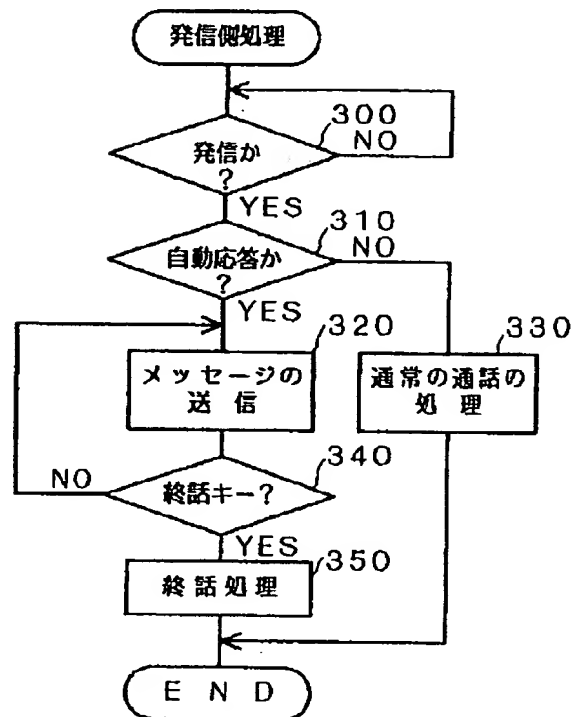 発信側処理
300
発信か
?
NO
YES
310
自動応答か
?
NO
YES
320
メッセージの
送 信
330
通常の通話の
処 理
340
終話キー?
NO
YES
350
終 話 処 理
E N D